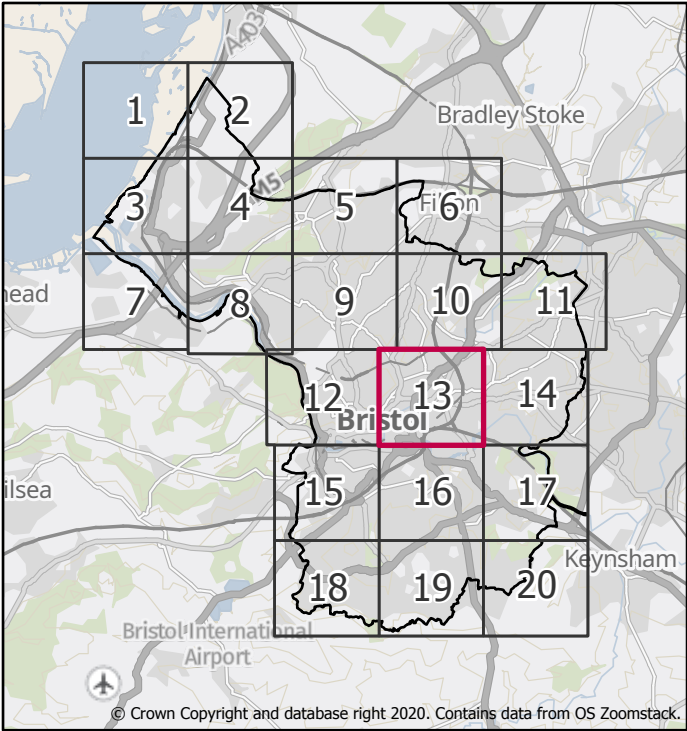 A403
1
2
Bradley Stoke
M5
3
4
5
6
Filton
7
8
9
10
11
head
12
13
14
Bristol
15
16
17
ilsea
18
19
20
Keynsham
Bristol International
Airport
© Crown Copyright and database right 2020. Contains data from OS Zoomstack.